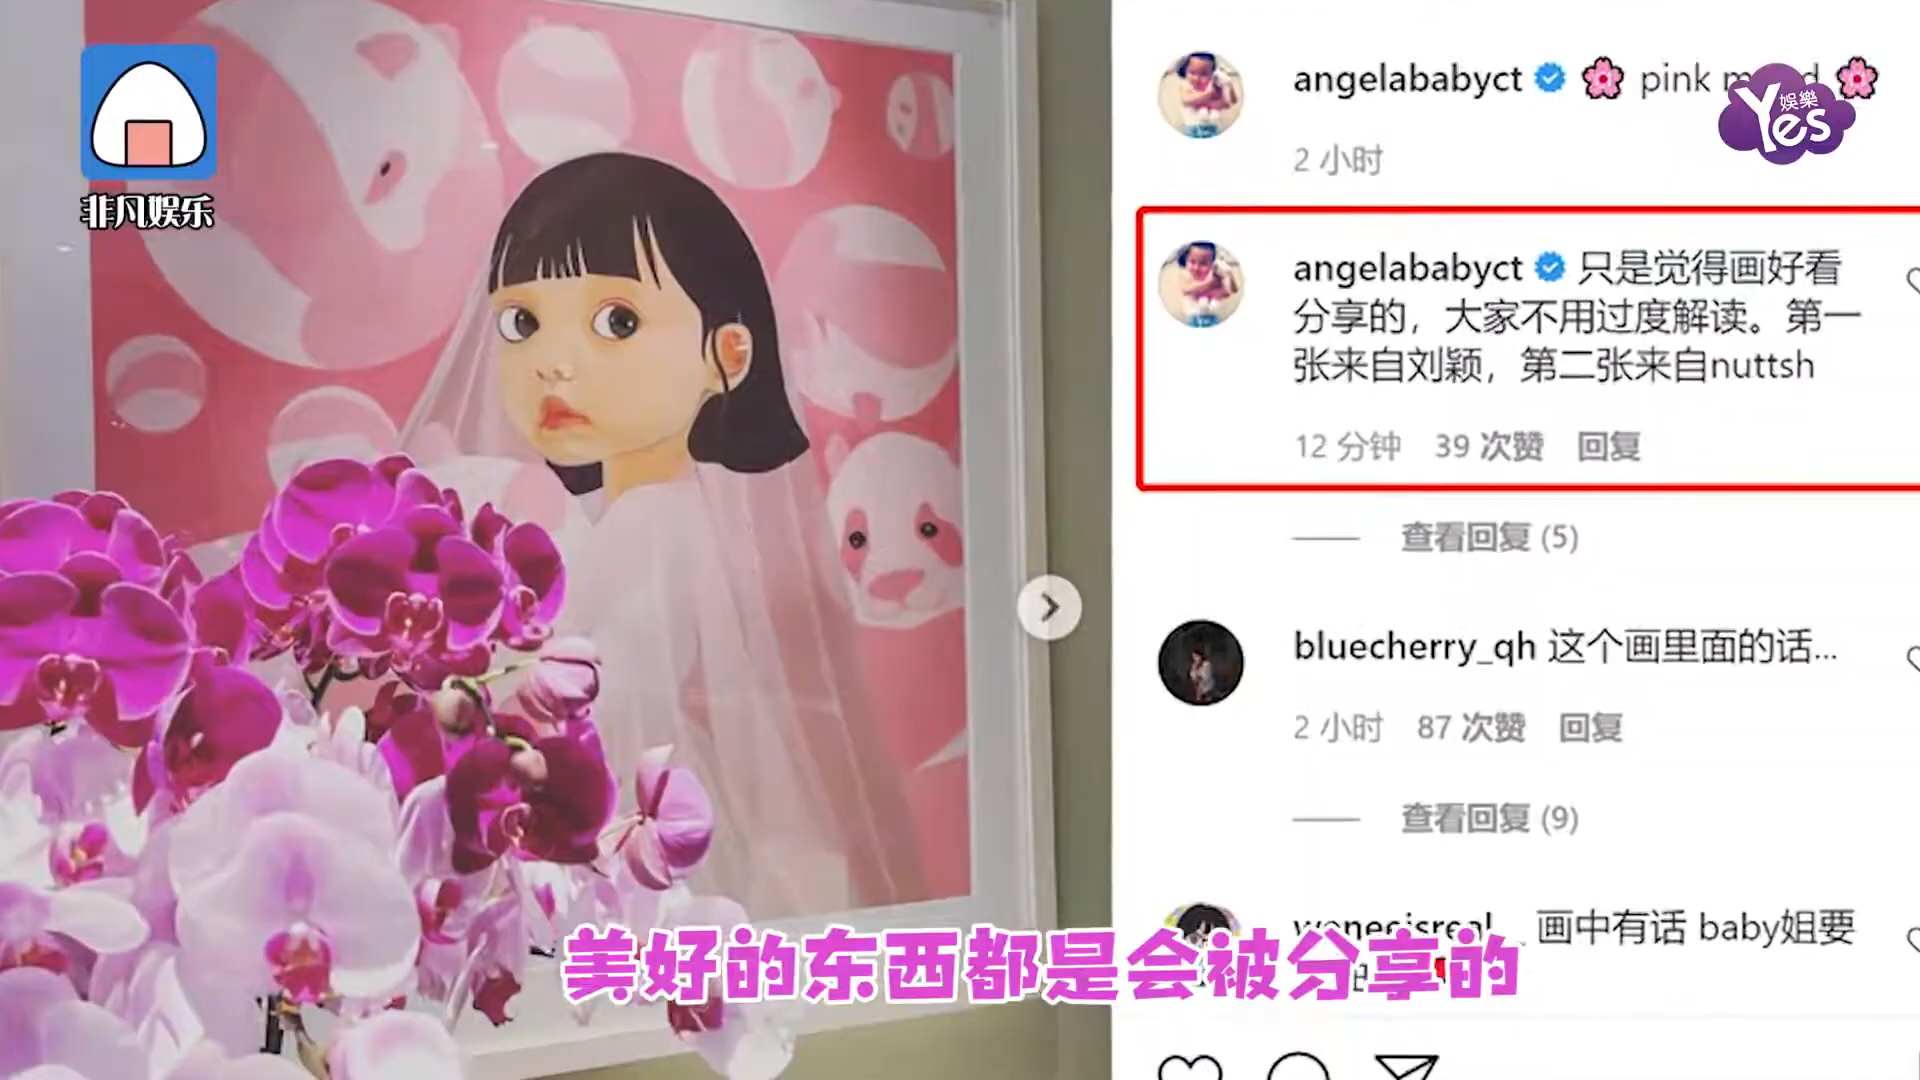 非凡娱乐
angelababyct 🌸 pink 🌸
Yes 娛樂
2 小时
angelababyct 只是觉得画好看
分享的，大家不用过度解读。第一
张来自刘颖，第二张来自nuttsh
12 分钟 39 次赞 回复
查看回复 (5)
bluecherry_qh 这个画里面的话...
2 小时 87 次赞 回复
查看回复 (9)
画中有话 baby姐要
美好的东西都是会被分享的